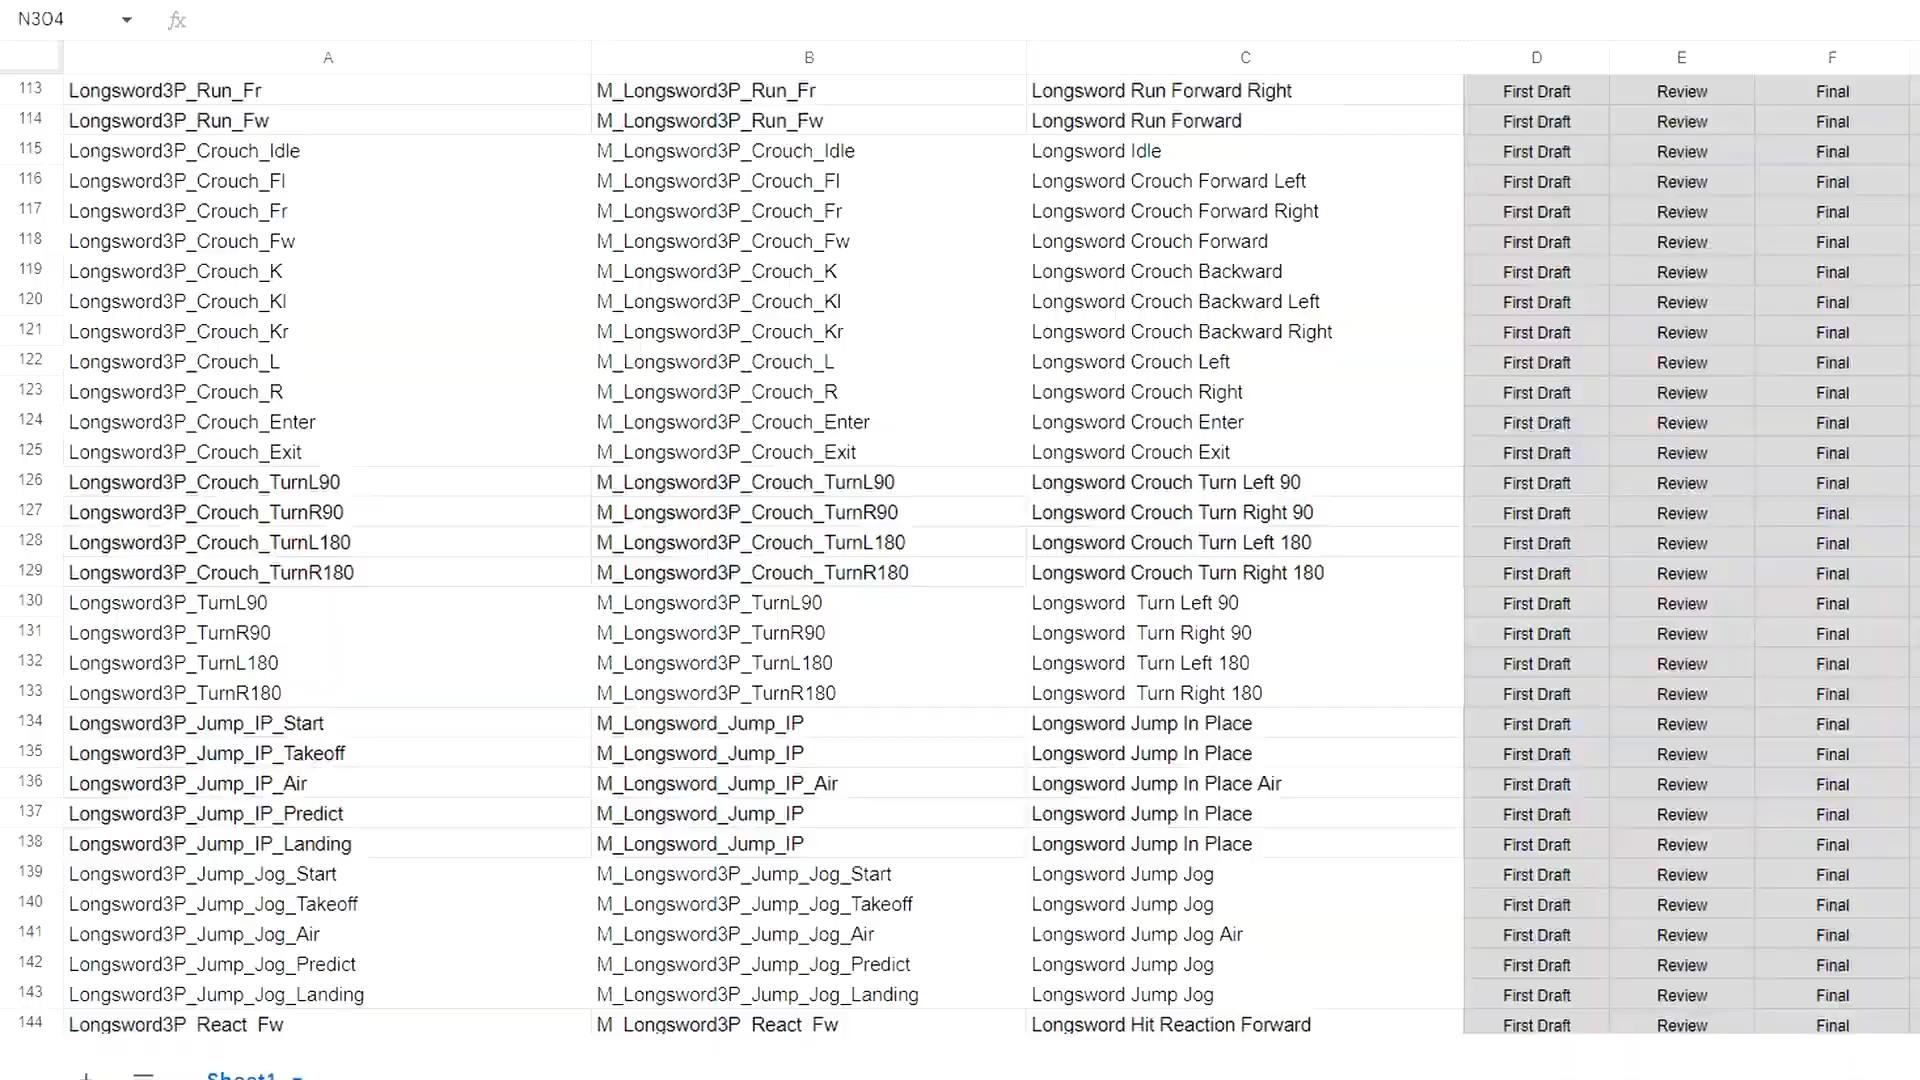 N304 fx
A B C D E F
113 Longsword3P_Run_Fr M_Longsword3P_Run_Fr Longsword Run Forward Right First Draft Review Final
114 Longsword3P_Run_Fw M_Longsword3P_Run_Fw Longsword Run Forward First Draft Review Final
115 Longsword3P_Crouch_Idle M_Longsword3P_Crouch_Idle Longsword Idle First Draft Review Final
116 Longsword3P_Crouch_Fl M_Longsword3P_Crouch_Fl Longsword Crouch Forward Left First Draft Review Final
117 Longsword3P_Crouch_Fr M_Longsword3P_Crouch_Fr Longsword Crouch Forward Right First Draft Review Final
118 Longsword3P_Crouch_Fw M_Longsword3P_Crouch_Fw Longsword Crouch Forward First Draft Review Final
119 Longsword3P_Crouch_K M_Longsword3P_Crouch_K Longsword Crouch Backward First Draft Review Final
120 Longsword3P_Crouch_Kl M_Longsword3P_Crouch_Kl Longsword Crouch Backward Left First Draft Review Final
121 Longsword3P_Crouch_Kr M_Longsword3P_Crouch_Kr Longsword Crouch Backward Right First Draft Review Final
122 Longsword3P_Crouch_L M_Longsword3P_Crouch_L Longsword Crouch Left First Draft Review Final
123 Longsword3P_Crouch_R M_Longsword3P_Crouch_R Longsword Crouch Right First Draft Review Final
124 Longsword3P_Crouch_Enter M_Longsword3P_Crouch_Enter Longsword Crouch Enter First Draft Review Final
125 Longsword3P_Crouch_Exit M_Longsword3P_Crouch_Exit Longsword Crouch Exit First Draft Review Final
126 Longsword3P_Crouch_TurnL90 M_Longsword3P_Crouch_TurnL90 Longsword Crouch Turn Left 90 First Draft Review Final
127 Longsword3P_Crouch_TurnR90 M_Longsword3P_Crouch_TurnR90 Longsword Crouch Turn Right 90 First Draft Review Final
128 Longsword3P_Crouch_TurnL180 M_Longsword3P_Crouch_TurnL180 Longsword Crouch Turn Left 180 First Draft Review Final
129 Longsword3P_Crouch_TurnR180 M_Longsword3P_Crouch_TurnR180 Longsword Crouch Turn Right 180 First Draft Review Final
130 Longsword3P_TurnL90 M_Longsword3P_TurnL90 Longsword Turn Left 90 First Draft Review Final
131 Longsword3P_TurnR90 M_Longsword3P_TurnR90 Longsword Turn Right 90 First Draft Review Final
132 Longsword3P_TurnL180 M_Longsword3P_TurnL180 Longsword Turn Left 180 First Draft Review Final
133 Longsword3P_TurnR180 M_Longsword3P_TurnR180 Longsword Turn Right 180 First Draft Review Final
134 Longsword3P_Jump_IP_Start M_Longsword_Jump_IP Longsword Jump In Place First Draft Review Final
135 Longsword3P_Jump_IP_Takeoff M_Longsword_Jump_IP Longsword Jump In Place First Draft Review Final
136 Longsword3P_Jump_IP_Air M_Longsword_Jump_IP_Air Longsword Jump In Place Air First Draft Review Final
137 Longsword3P_Jump_IP_Predict M_Longsword_Jump_IP Longsword Jump In Place First Draft Review Final
138 Longsword3P_Jump_IP_Landing M_Longsword_Jump_IP Longsword Jump In Place First Draft Review Final
139 Longsword3P_Jump_Jog_Start M_Longsword3P_Jump_Jog_Start Longsword Jump Jog First Draft Review Final
140 Longsword3P_Jump_Jog_Takeoff M_Longsword3P_Jump_Jog_Takeoff Longsword Jump Jog First Draft Review Final
141 Longsword3P_Jump_Jog_Air M_Longsword3P_Jump_Jog_Air Longsword Jump Jog Air First Draft Review Final
142 Longsword3P_Jump_Jog_Predict M_Longsword3P_Jump_Jog_Predict Longsword Jump Jog First Draft Review Final
143 Longsword3P_Jump_Jog_Landing M_Longsword3P_Jump_Jog_Landing Longsword Jump Jog First Draft Review Final
144 Longsword3P_React_Fw M_Longsword3P_React_Fw Longsword Hit Reaction Forward First Draft Review Final
Sheet1